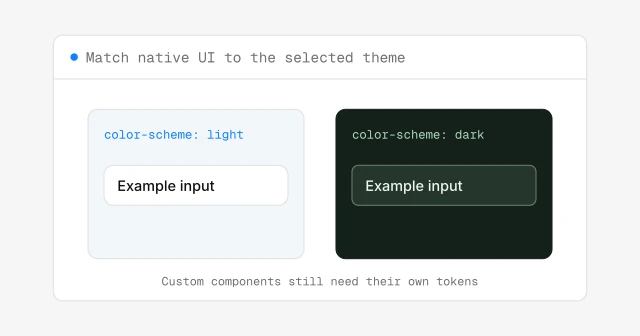 Match native UI to the selected theme
color-scheme: light
Example input
color-scheme: dark
Example input
Custom components still need their own tokens